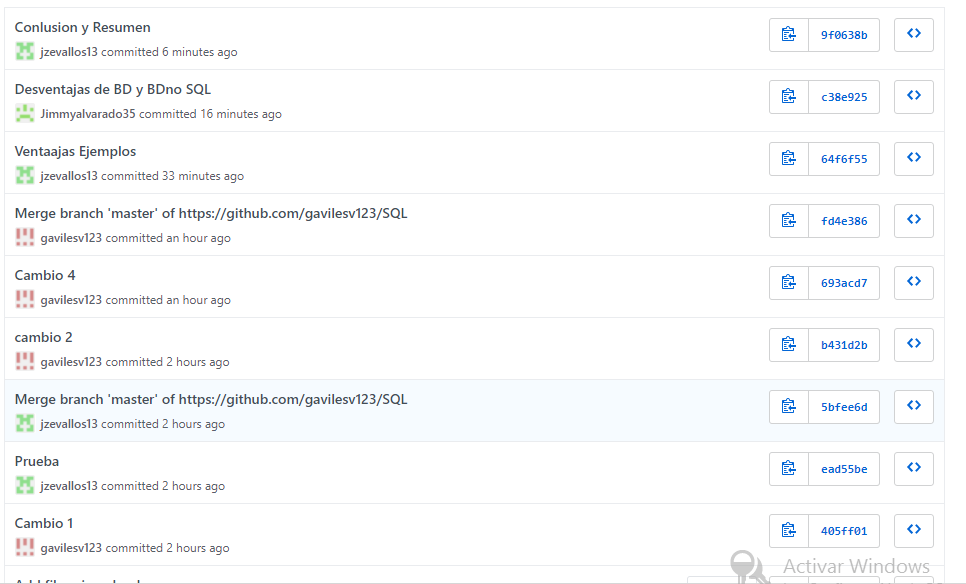 Conlusion y Resumen
jzevallos13 committed 6 minutes ago
9f0638b
Desventajas de BD y BDno SQL
Jimmyalvarado35 committed 16 minutes ago
c38e925
Ventaajas Ejemplos
jzevallos13 committed 33 minutes ago
64f6f55
Merge branch 'master' of https://github.com/gavilesv123/SQL
gavilesv123 committed an hour ago
fd4e386
Cambio 4
gavilesv123 committed an hour ago
693acd7
cambio 2
gavilesv123 committed 2 hours ago
b431d2b
Merge branch 'master' of https://github.com/gavilesv123/SQL
jzevallos13 committed 2 hours ago
5bfee6d
Prueba
jzevallos13 committed 2 hours ago
ead55be
Cambio 1
gavilesv123 committed 2 hours ago
405ff01
Activar Windows